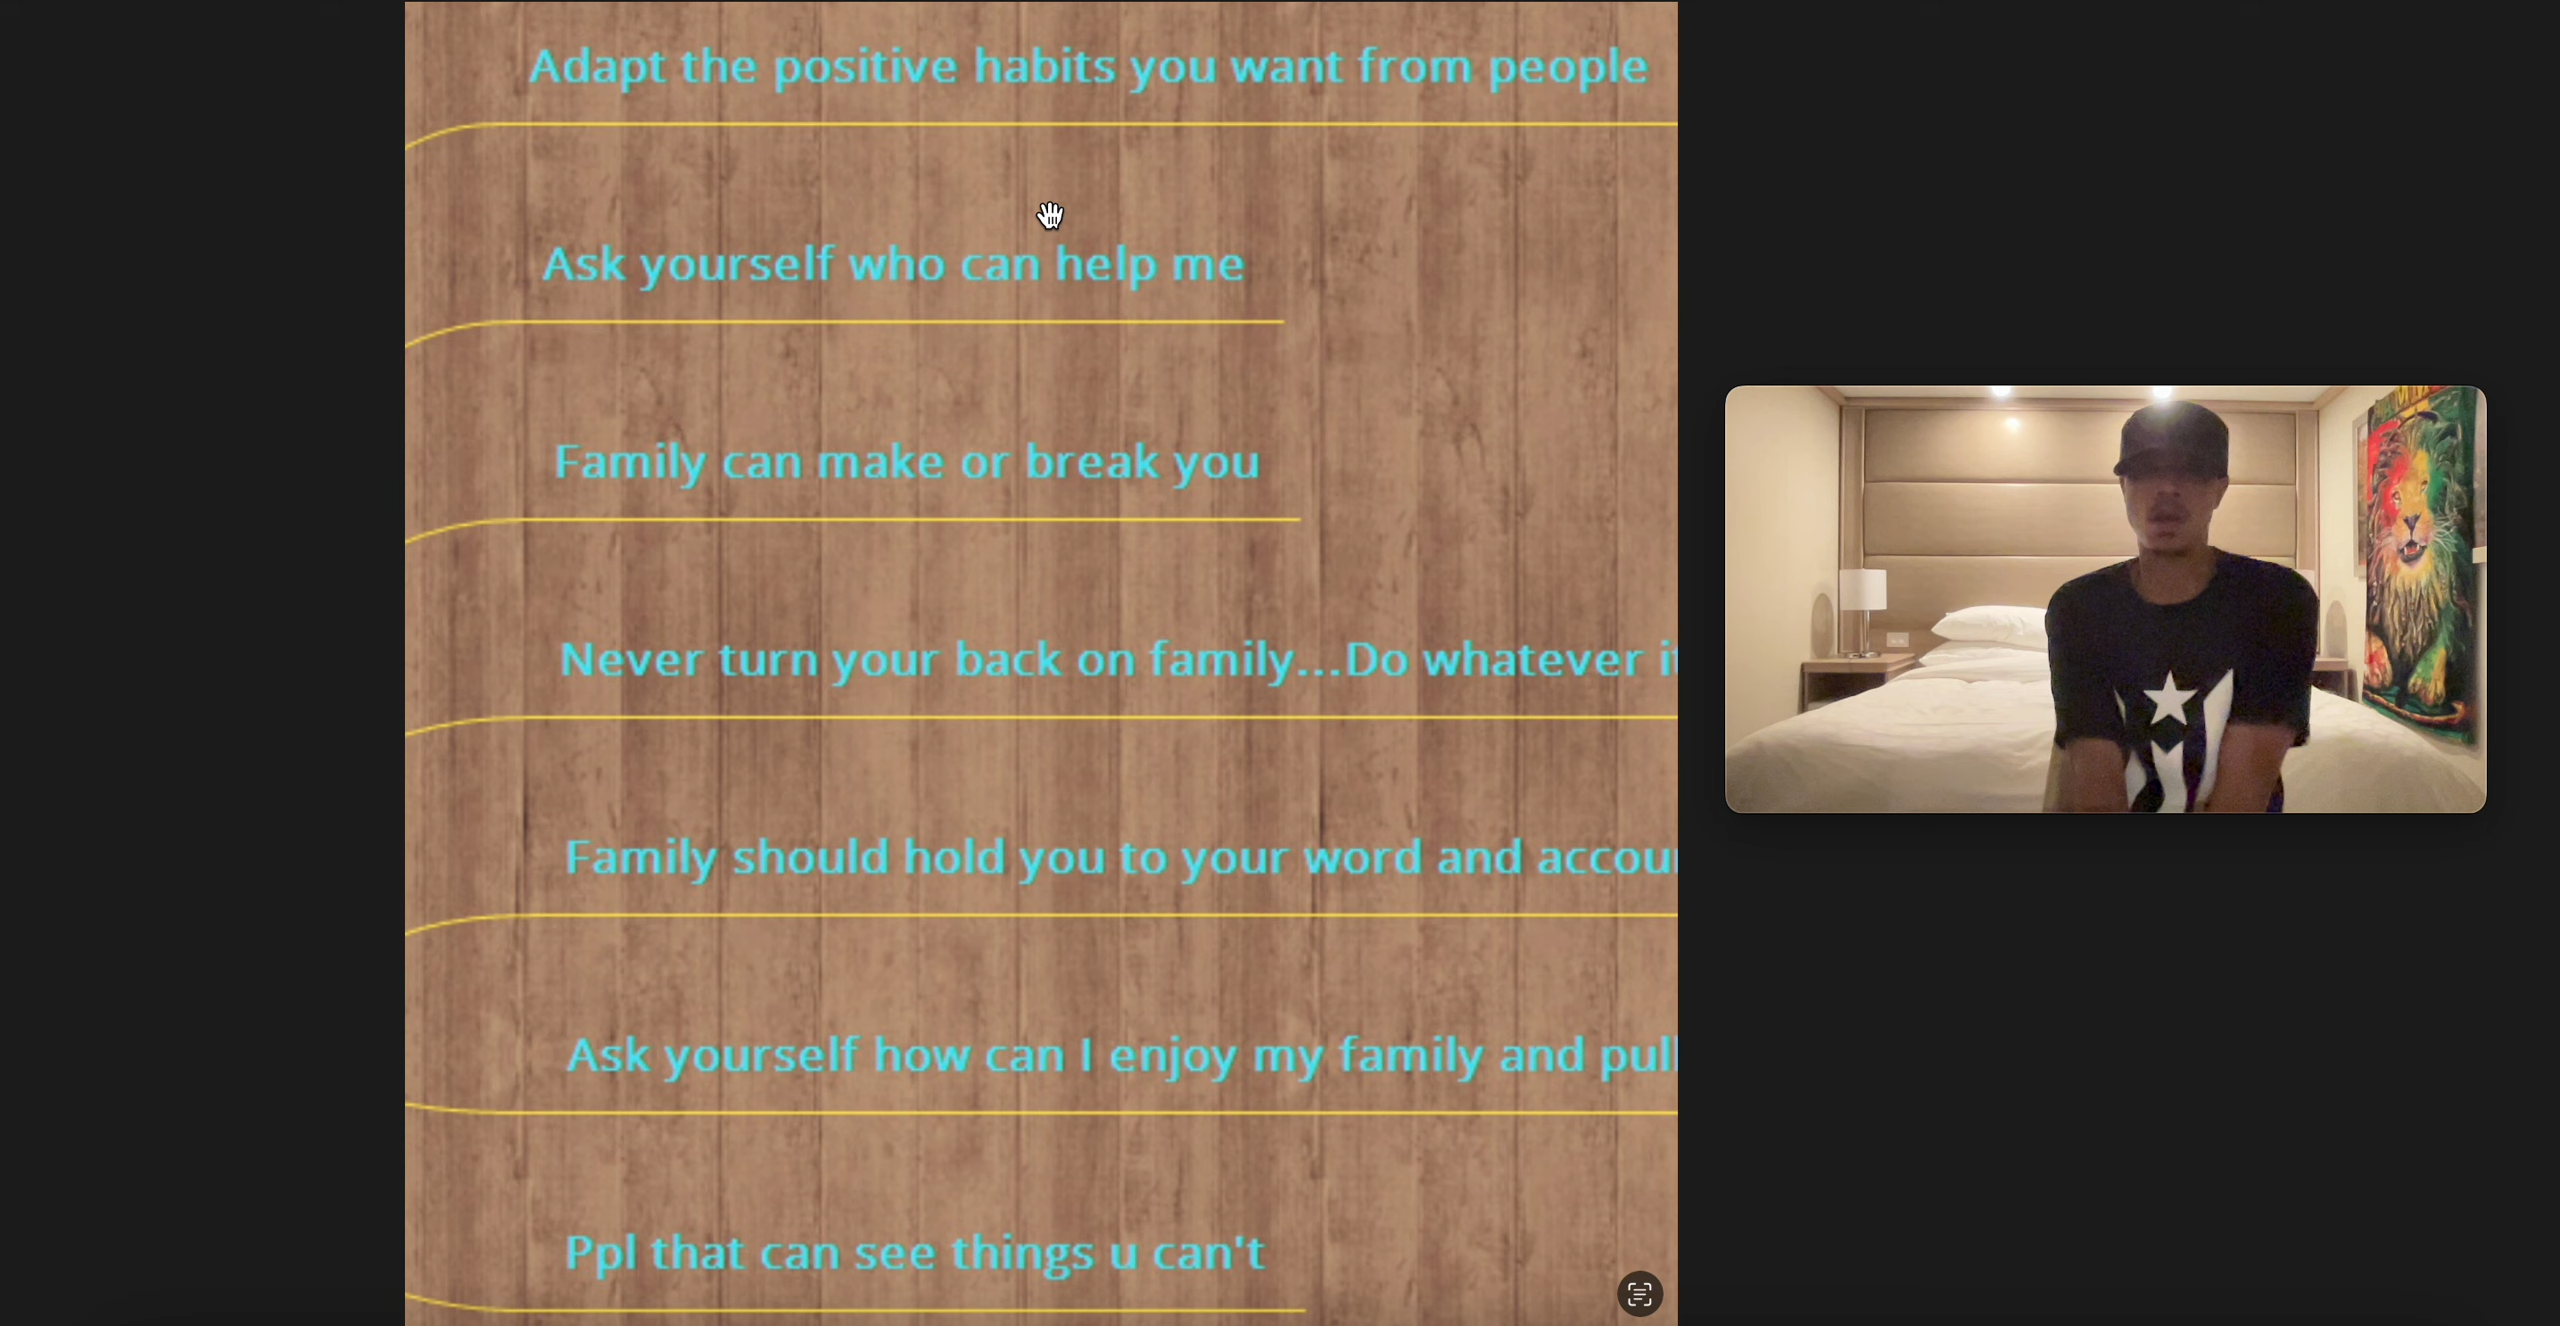 Adapt the positive habits you want from people
Ask yourself who can help me
Family can make or break you
Never turn your back on family...Do whatever
Family should hold you to your word and
Ask yourself how can I enjoy my family and
Ppl that can see things u can't